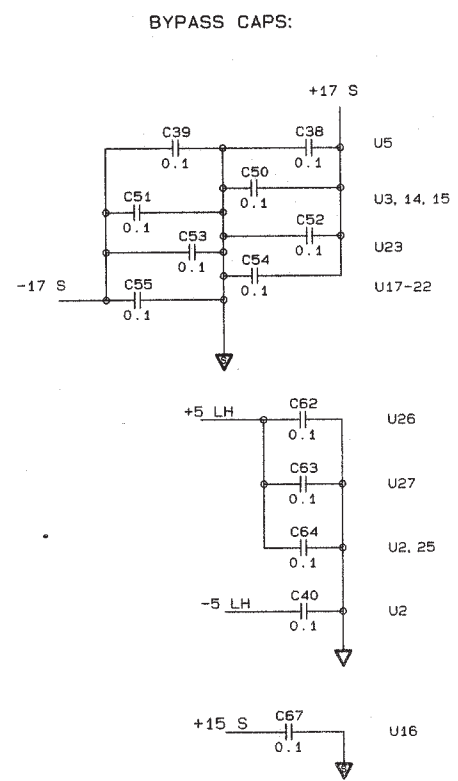 BYPASS CAPS:
+17 S
C39
0.1
C38
0.1
U5
C50
0.1
C51
0.1
U3, 14, 15
C52
0.1
C53
0.1
U23
C54
0.1
-17 S
C55
0.1
U17-22
S
+5 LH
C62
0.1
U26
C63
0.1
U27
C64
0.1
U2, 25
-5 LH
C40
0.1
U2
+15 S
C67
0.1
U16
S